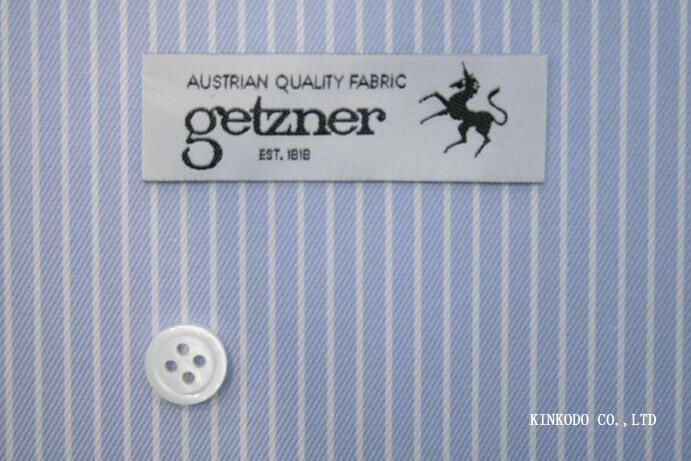 AUSTRIAN QUALITY FABRIC
getzner
EST. 1818
KINKODO CO.,LTD